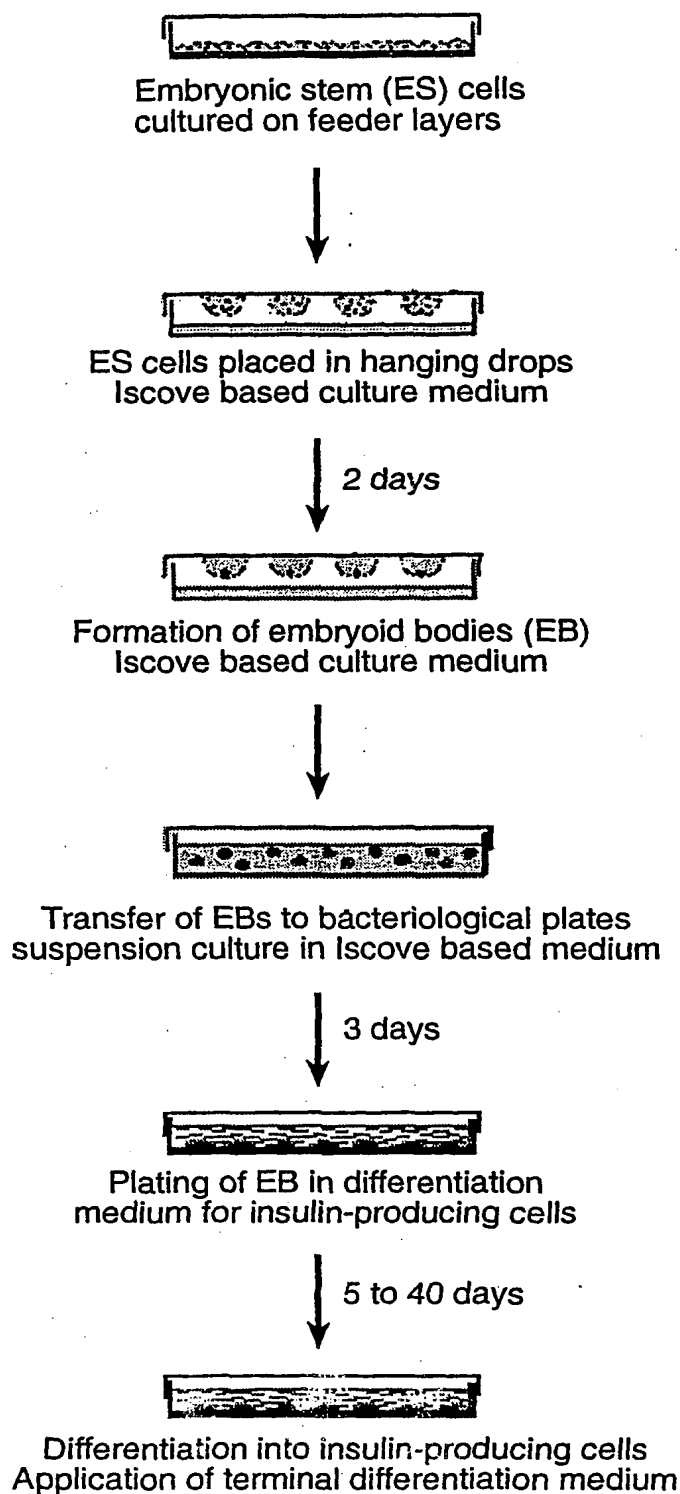 Embryonic stem (ES) cells
cultured on feeder layers
ES cells placed in hanging drops
Iscove based culture medium
2 days
Formation of embryoid bodies (EB)
Iscove based culture medium
Transfer of EBs to bacteriological plates
suspension culture in Iscove based medium
3 days
Plating of EB in differentiation
medium for insulin-producing cells
5 to 40 days
Differentiation into insulin-producing cells
Application of terminal differentiation medium